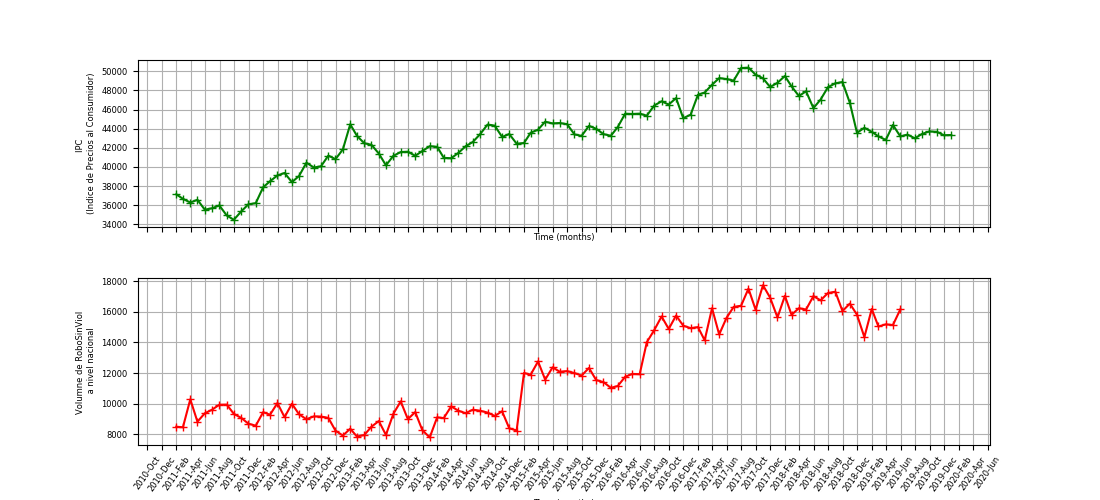 50000
48000
46000
44000
42000
40000
38000
36000
34000
IPC
(Indice de Precios al Consumidor)
Time (months)
18000
16000
14000
12000
10000
8000
Volumne de RoboSinViol
a nivel nacional
2010-Oct
2010-Dec
2011-Feb
2011-Apr
2011-Jun
2011-Aug
2011-Oct
2011-Dec
2012-Feb
2012-Apr
2012-Jun
2012-Aug
2012-Oct
2012-Dec
2013-Feb
2013-Apr
2013-Jun
2013-Aug
2013-Oct
2013-Dec
2014-Feb
2014-Apr
2014-Jun
2014-Aug
2014-Oct
2014-Dec
2015-Feb
2015-Apr
2015-Jun
2015-Aug
2015-Oct
2015-Dec
2016-Feb
2016-Apr
2016-Jun
2016-Aug
2016-Oct
2016-Dec
2017-Feb
2017-Apr
2017-Jun
2017-Aug
2017-Oct
2017-Dec
2018-Feb
2018-Apr
2018-Jun
2018-Aug
2018-Oct
2018-Dec
2019-Feb
2019-Apr
2019-Jun
2019-Aug
2019-Oct
2019-Dec
2020-Feb
2020-Apr
2020-Jun